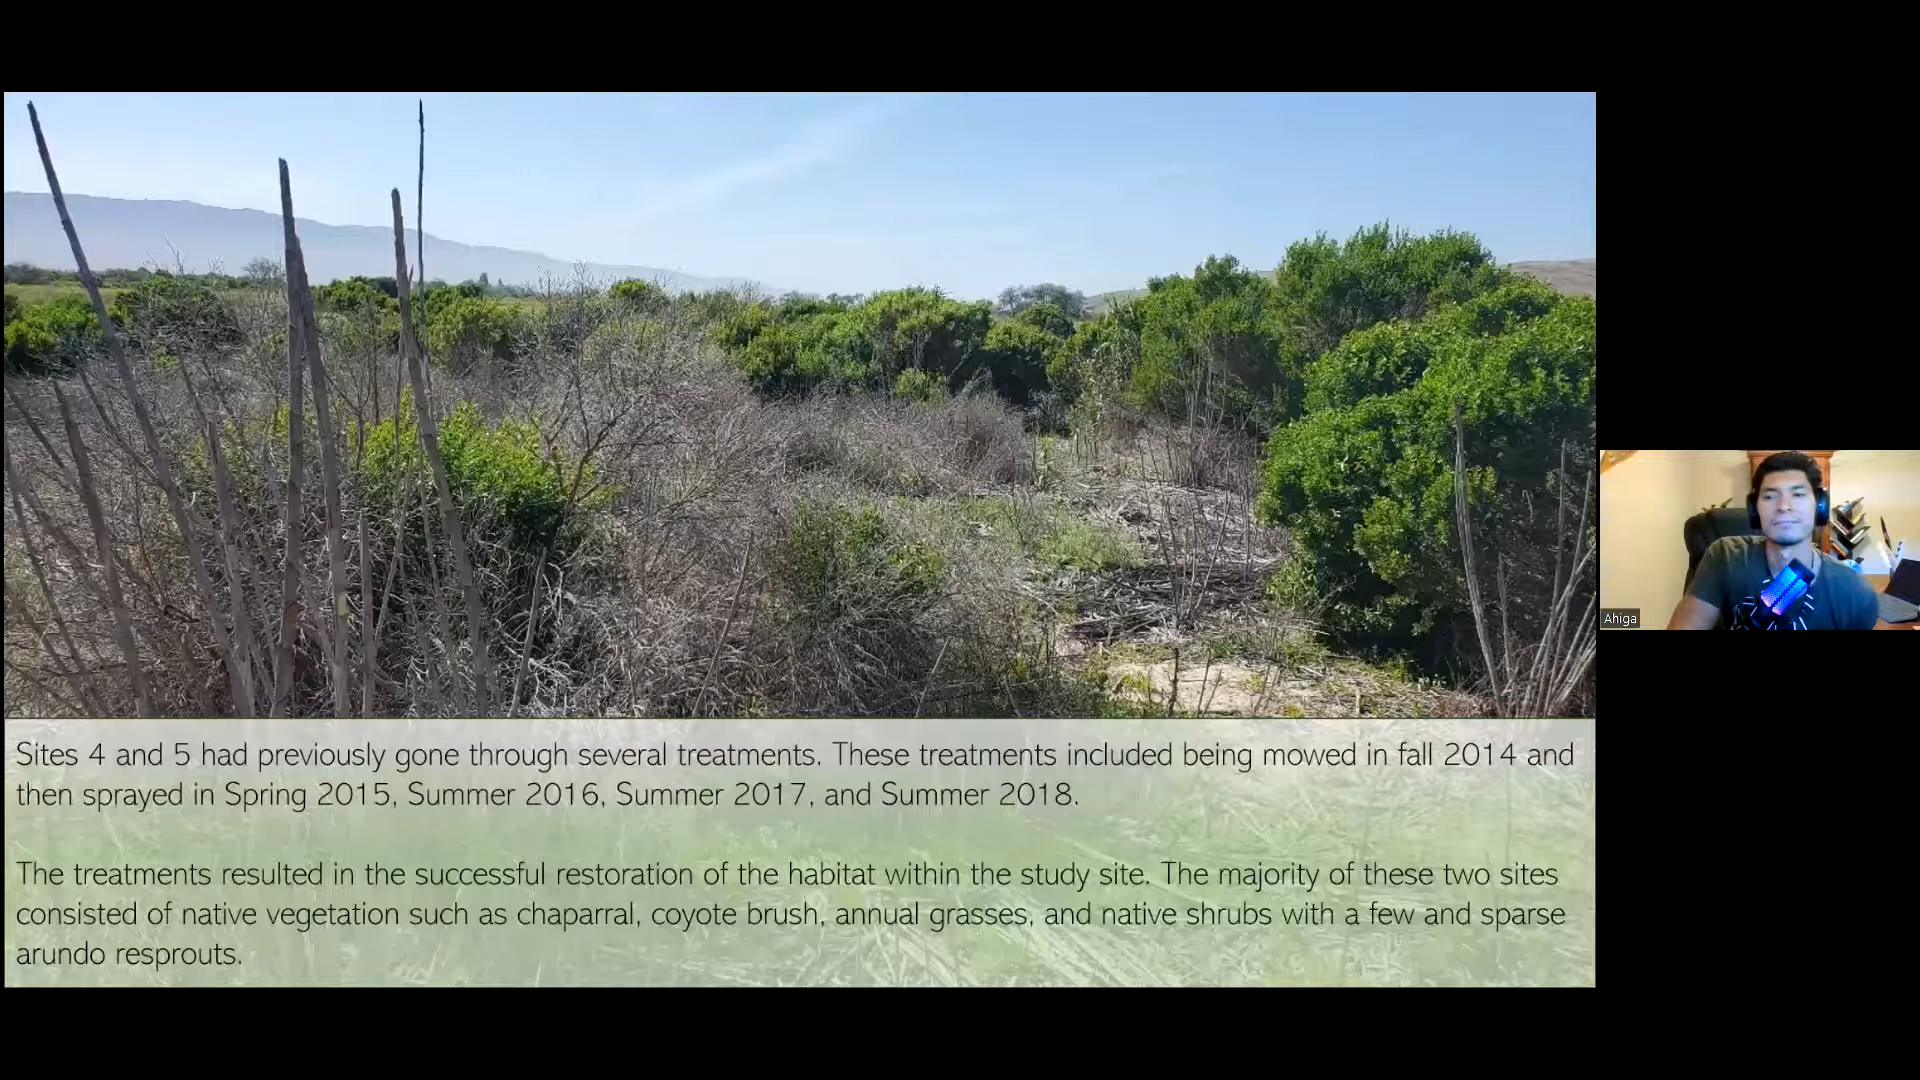 Sites 4 and 5 had previously gone through several treatments. These treatments included being mowed in fall 2014 and
then sprayed in Spring 2015, Summer 2016, Summer 2017, and Summer 2018.
The treatments resulted in the successful restoration of the habitat within the study site. The majority of these two sites
consisted of native vegetation such as chaparral, coyote brush, annual grasses, and native shrubs with a few and sparse
arundo resprouts.
Ahiga